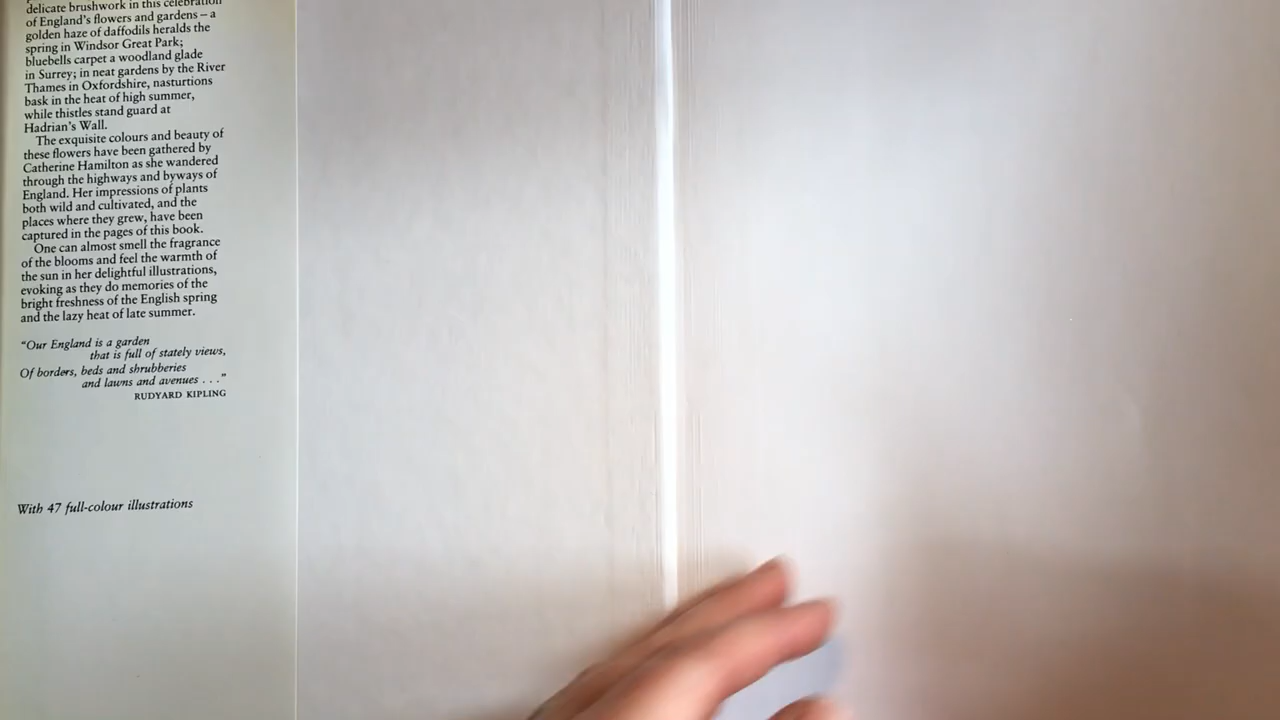 delicate brushwork in this celebration
of England's flowers and gardens – a
golden haze of daffodils heralds the
spring in Windsor Great Park;
bluebells carpet a woodland glade
in Surrey; in neat gardens by the River
Thames in Oxfordshire, nasturtions
bask in the heat of high summer,
while thistles stand guard at
Hadrian's Wall.
The exquisite colours and beauty of
these flowers have been gathered by
Catherine Hamilton as she wandered
through the highways and byways of
England. Her impressions of plants
both wild and cultivated, and the
places where they grew, have been
captured in the pages of this book.
One can almost smell the fragrance
of the blooms and feel the warmth of
the sun in her delightful illustrations,
evoking as they do memories of the
bright freshness of the English spring
and the lazy heat of late summer.
“Our England is a garden
that is full of stately views,
Of borders, beds and shrubberies
and lawns and avenues . . .”
RUDYARD KIPLING
With 47 full-colour illustrations